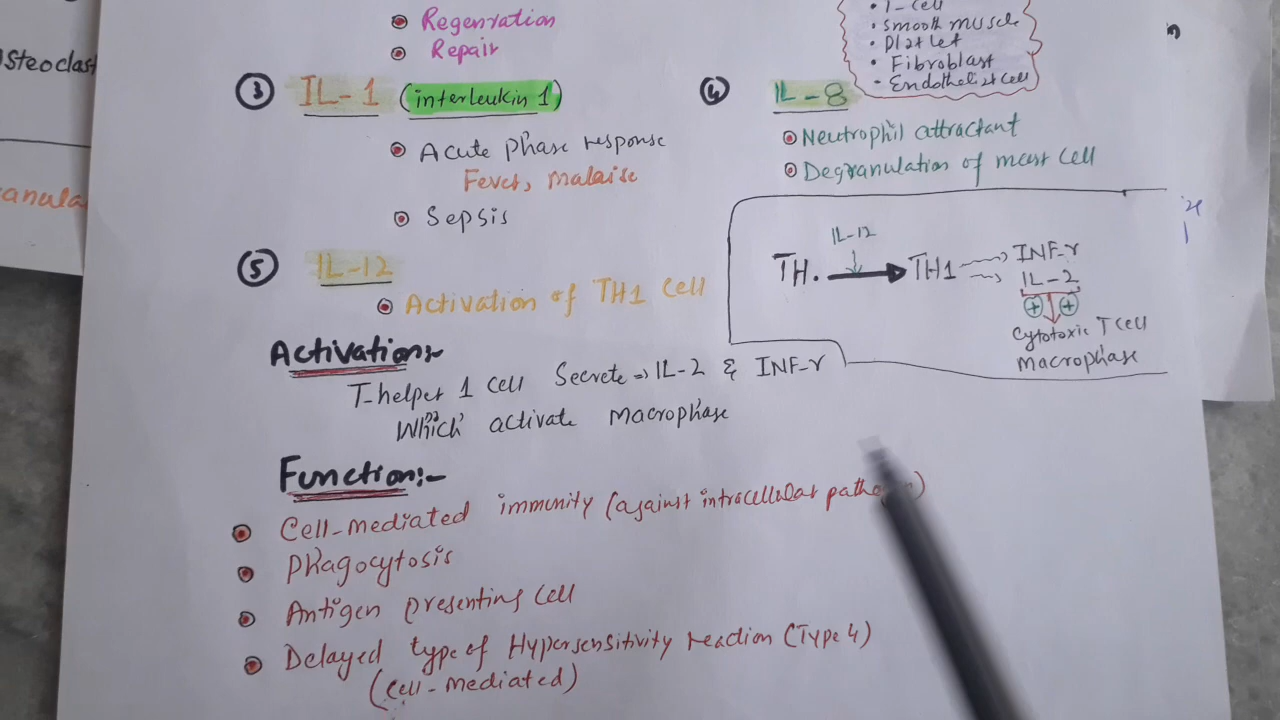 Regenration
Repair
• T-cell
• Smooth muscle
• Platlet
• Fibroblast
• Endothelial cell
steoclast
anula
③ IL-1 (interleukin 1)
Acute phase response
Fever, malaise
Sepsis
④ IL-8
Neutrophil attractant
Degranulation of mast cell
⑤ IL-12
Activation of TH1 cell
IL-12
TH. → TH1
INF-γ
IL-2
+ +
Cytotoxic T cell
macrophase
Activation:-
T-helper 1 cell Secrete ⇒ IL-2 & INF-γ
Which activate macrophase
Function:-
Cell-mediated immunity (against intracellular
Phagocytosis
Antigen presenting cell
Delayed type of Hypersensitivity reaction (Type 4)
(cell-mediated)